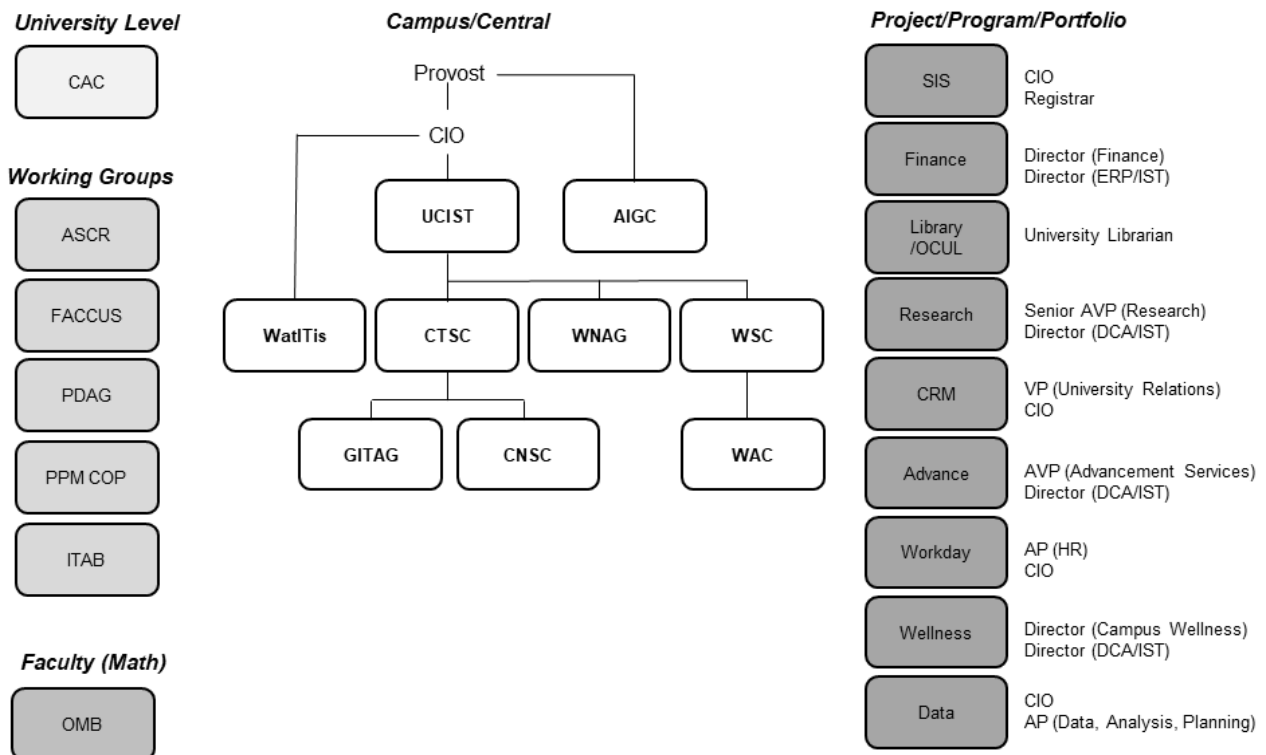 University Level
CAC
Working Groups
ASCR
FACCUS
PDAG
PPM COP
ITAB
Faculty (Math)
OMB
Campus/Central
Provost
CIO
UCIST
AIGC
WatITis
CTSC
WNAG
WSC
GITAG
CNSC
WAC
Project/Program/Portfolio
SIS
CIO
Registrar
Finance
Director (Finance)
Director (ERP/IST)
Library
/OCUL
University Librarian
Research
Senior AVP (Research)
Director (DCA/IST)
CRM
VP (University Relations)
CIO
Advance
AVP (Advancement Services)
Director (DCA/IST)
Workday
AP (HR)
CIO
Wellness
Director (Campus Wellness)
Director (DCA/IST)
Data
CIO
AP (Data, Analysis, Planning)